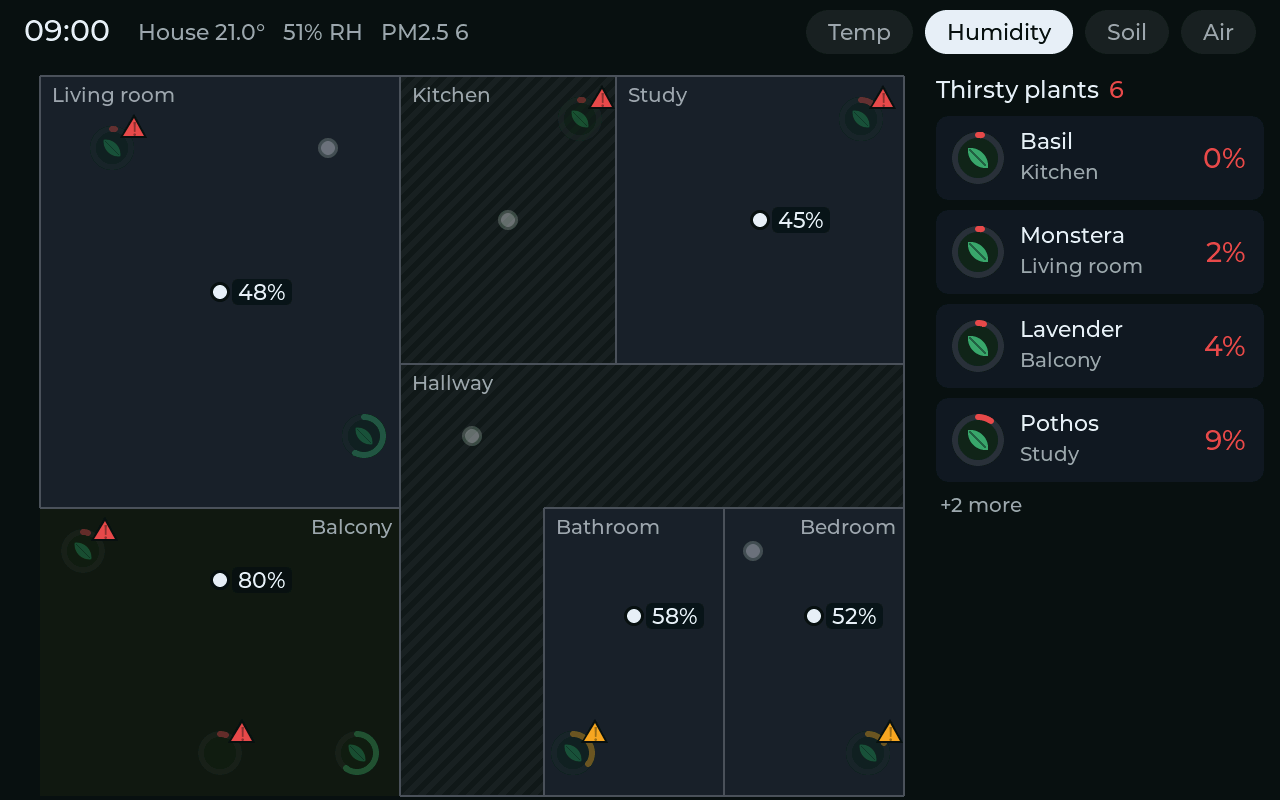 09:00 House 21.0° 51% RH PM2.5 6 Temp Humidity Soil Air
Living room
Kitchen
Study
45%
48%
Hallway
Balcony
80%
Bathroom
Bedroom
58%
52%
Thirsty plants 6
Basil
Kitchen
0%
Monstera
Living room
2%
Lavender
Balcony
4%
Pothos
Study
9%
+2 more